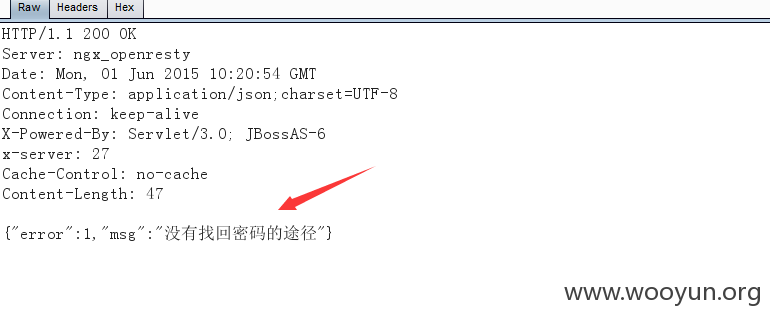 Raw Headers Hex
HTTP/1.1 200 OK
Server: ngx_openresty
Date: Mon, 01 Jun 2015 10:20:54 GMT
Content-Type: application/json;charset=UTF-8
Connection: keep-alive
X-Powered-By: Servlet/3.0; JBossAS-6
x-server: 27
Cache-Control: no-cache
Content-Length: 47
{"error":1,"msg":"没有找回密码的途径"}
www.wooyun.org